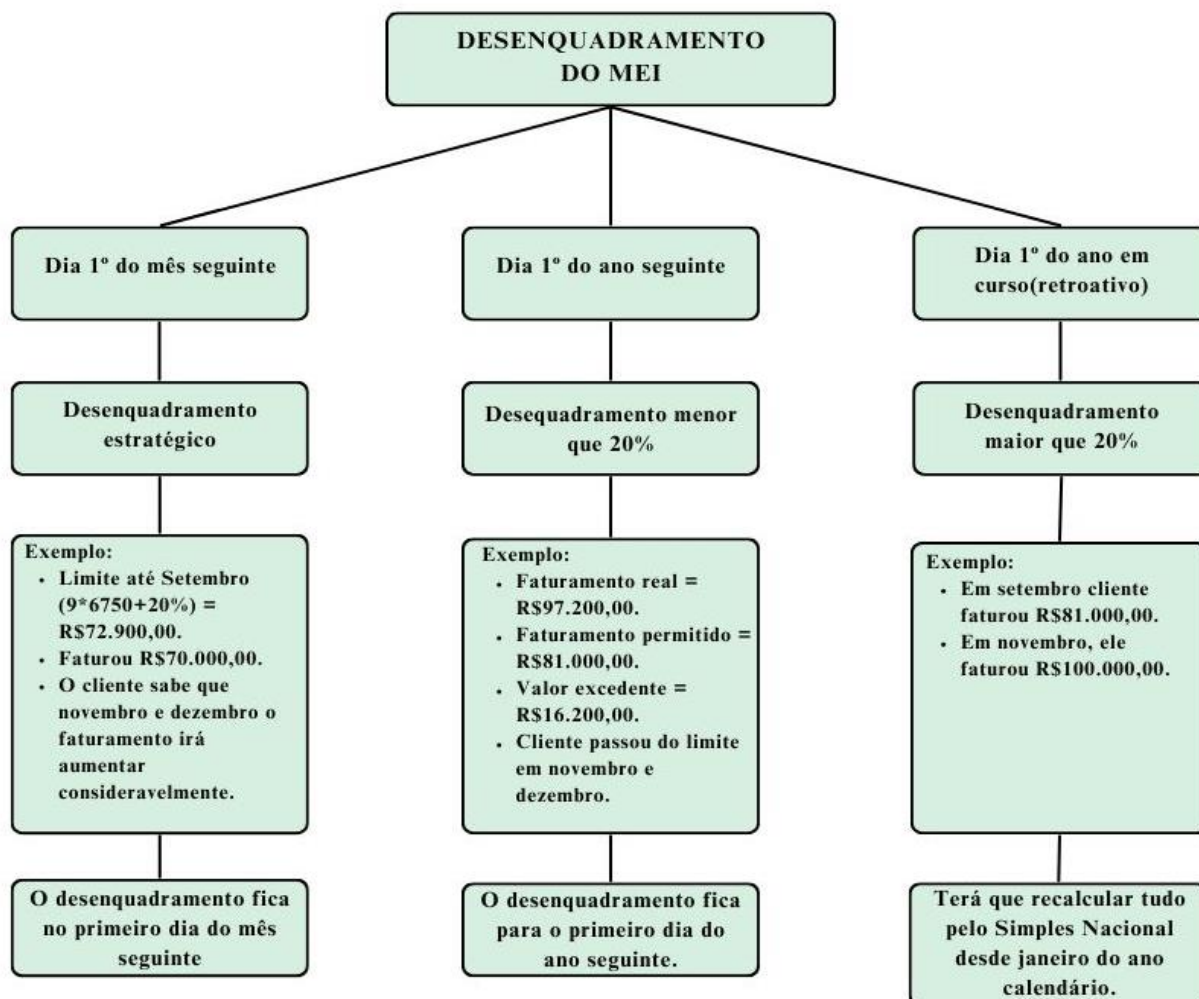 DESENQUADRAMENTO
DO MEI
Dia 1º do mês seguinte
Desenquadramento
estratégico
Exemplo:
• Limite até Setembro
(9*6750+20%) =
R$72.900,00.
• Faturou R$70.000,00.
• O cliente sabe que
novembro e dezembro o
faturamento irá
aumentar
consideravelmente.
O desenquadramento fica
no primeiro dia do mês
seguinte
Dia 1º do ano seguinte
Desequadramento menor
que 20%
Exemplo:
• Faturamento real =
R$97.200,00.
• Faturamento permitido =
R$81.000,00.
• Valor excedente =
R$16.200,00.
• Cliente passou do limite
em novembro e
dezembro.
O desenquadramento fica
para o primeiro dia do
ano seguinte.
Dia 1º do ano em
curso(retroativo)
Desenquadramento
maior que 20%
Exemplo:
• Em setembro cliente
faturou R$81.000,00.
• Em novembro, ele
faturou R$100.000,00.
Terá que recalcular tudo
pelo Simples Nacional
desde janeiro do ano
calendário.